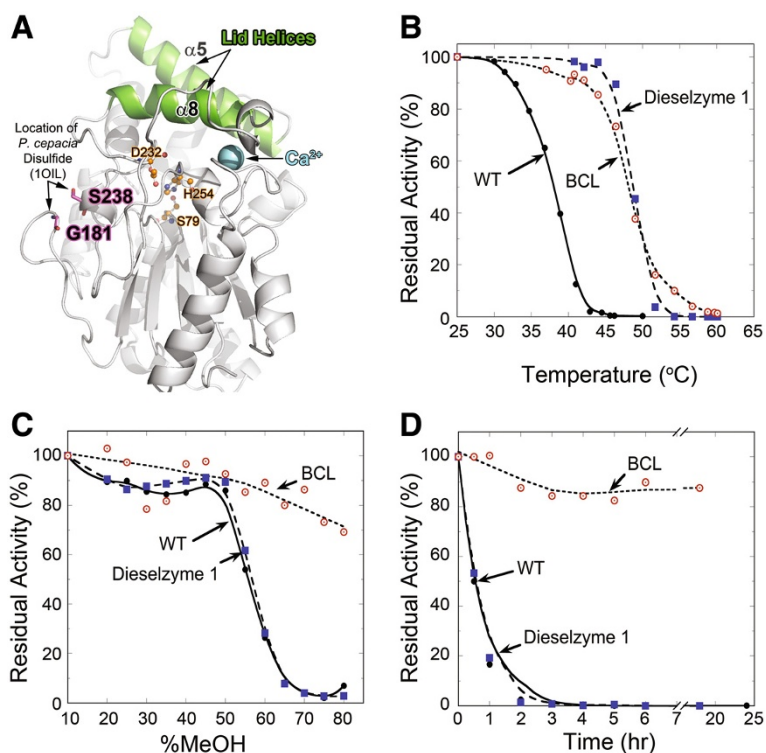 A
α5
Lid Helices
α8
Location of
P. cepacia
Disulfide
(1OIL)
D232
Ca2+
S238
H254
G181
S79
B
Residual Activity (%)
100
80
60
40
20
0
Dieselzyme 1
WT
BCL
25 30 35 40 45 50 55 60 65
Temperature (oC)
C
Residual Activity (%)
100
80
60
40
20
0
BCL
WT
Dieselzyme 1
10 20 30 40 50 60 70 80
%MeOH
D
Residual Activity (%)
100
80
60
40
20
0
BCL
WT
Dieselzyme 1
0 1 2 3 4 5 6 7 20 25
Time (hr)